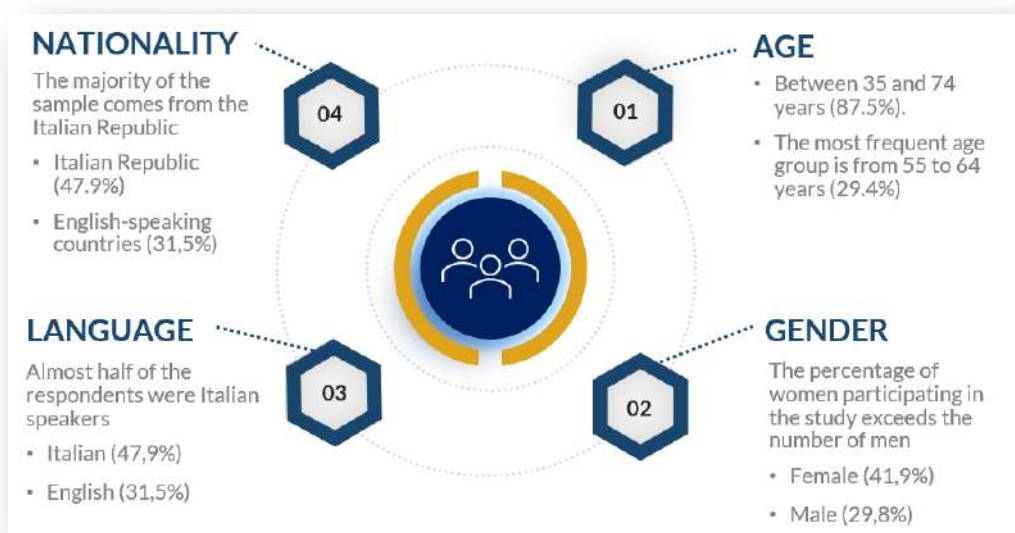 NATIONALITY
The majority of the
sample comes from the
Italian Republic
• Italian Republic
(47.9%)
• English-speaking
countries (31,5%)
04
01
AGE
• Between 35 and 74
years (87.5%).
• The most frequent age
group is from 55 to 64
years (29.4%)
LANGUAGE
Almost half of the
respondents were Italian
speakers
• Italian (47,9%)
• English (31,5%)
03
02
GENDER
The percentage of
women participating in
the study exceeds the
number of men
• Female (41,9%)
• Male (29,8%)